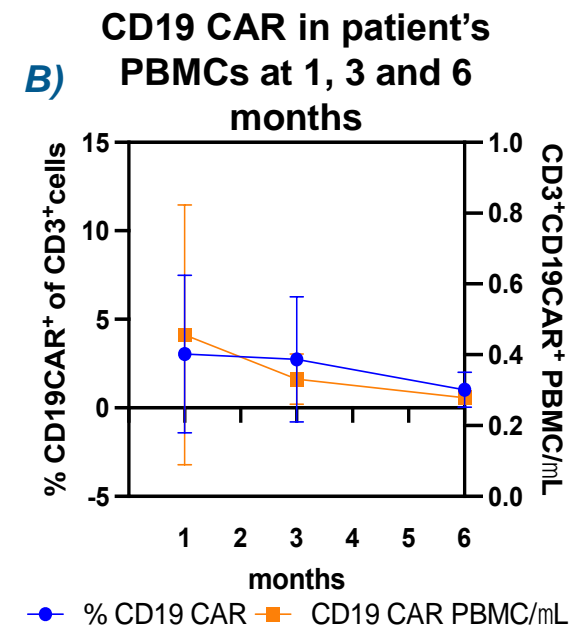 CD19 CAR in patient's
B) PBMCs at 1, 3 and 6
months
15
10
5
0
-5
% CD19CAR⁺ of CD3⁺cells
1.0
0.8
0.6
0.4
0.2
0.0
CD3⁺CD19CAR⁺ PBMC/mL
1 2 3 4 5 6
months
% CD19 CAR CD19 CAR PBMC/mL